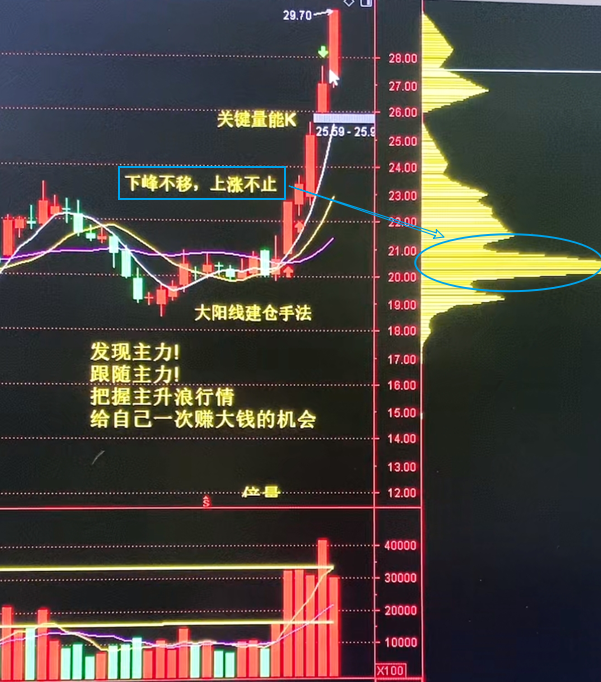 29.70
28.00
27.00
关键量能K
26.00
25.59 - 25.9
25.00
24.00
下峰不移，上涨不止
23.00
22.00
21.00
20.00
19.00
大阳线建仓手法
18.00
发现主力!
跟随主力!
把握主升浪行情
给自己一次赚大钱的机会
17.00
16.00
15.00
14.00
13.00
12.00
倍量
S
40000
30000
20000
10000
X100